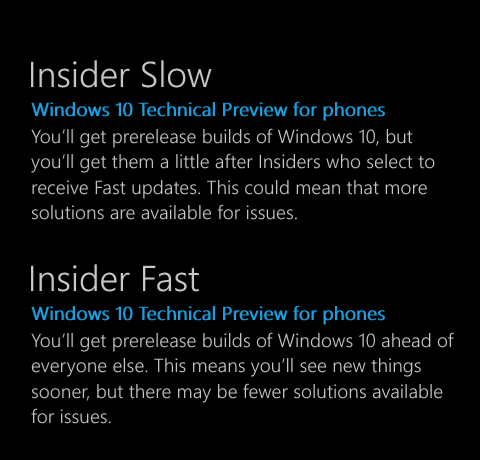 Insider Slow
Windows 10 Technical Preview for phones
You'll get prerelease builds of Windows 10, but
you'll get them a little after Insiders who select to
receive Fast updates. This could mean that more
solutions are available for issues.
Insider Fast
Windows 10 Technical Preview for phones
You'll get prerelease builds of Windows 10 ahead of
everyone else. This means you'll see new things
sooner, but there may be fewer solutions available
for issues.